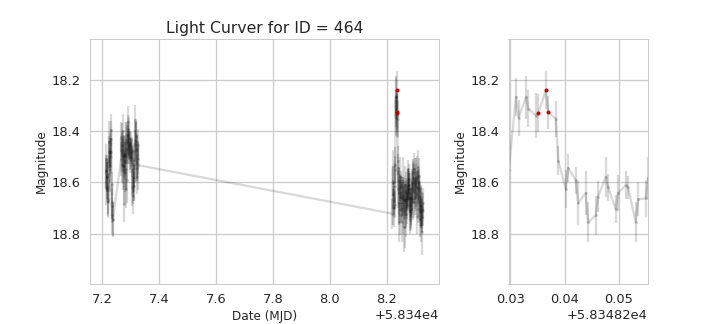 Light Curver for ID = 464
Magnitude
18.2
18.4
18.6
18.8
7.2
7.4
7.6
7.8
8.0
8.2
Date (MJD)
+5.834e4
Magnitude
18.2
18.4
18.6
18.8
0.03
0.04
0.05
+5.83482e4